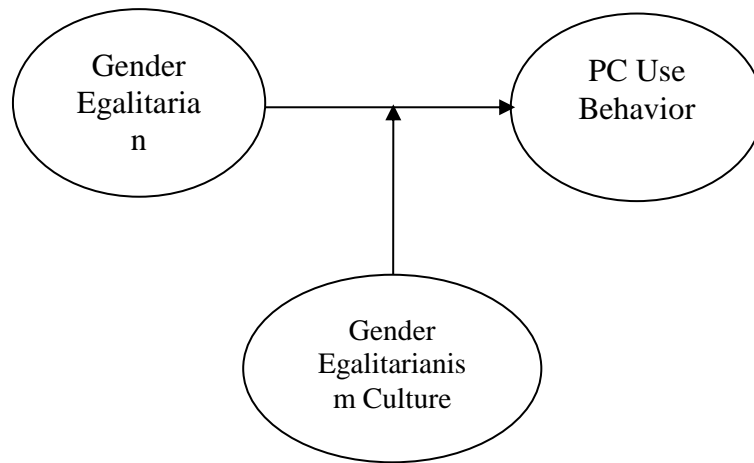 Gender
Egalitaria
n
PC Use
Behavior
Gender
Egalitarianis
m Culture